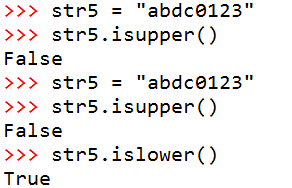 >>> str5 = "abdc0123"
>>> str5.isupper()
False
>>> str5 = "abdc0123"
>>> str5.isupper()
False
>>> str5.islower()
True